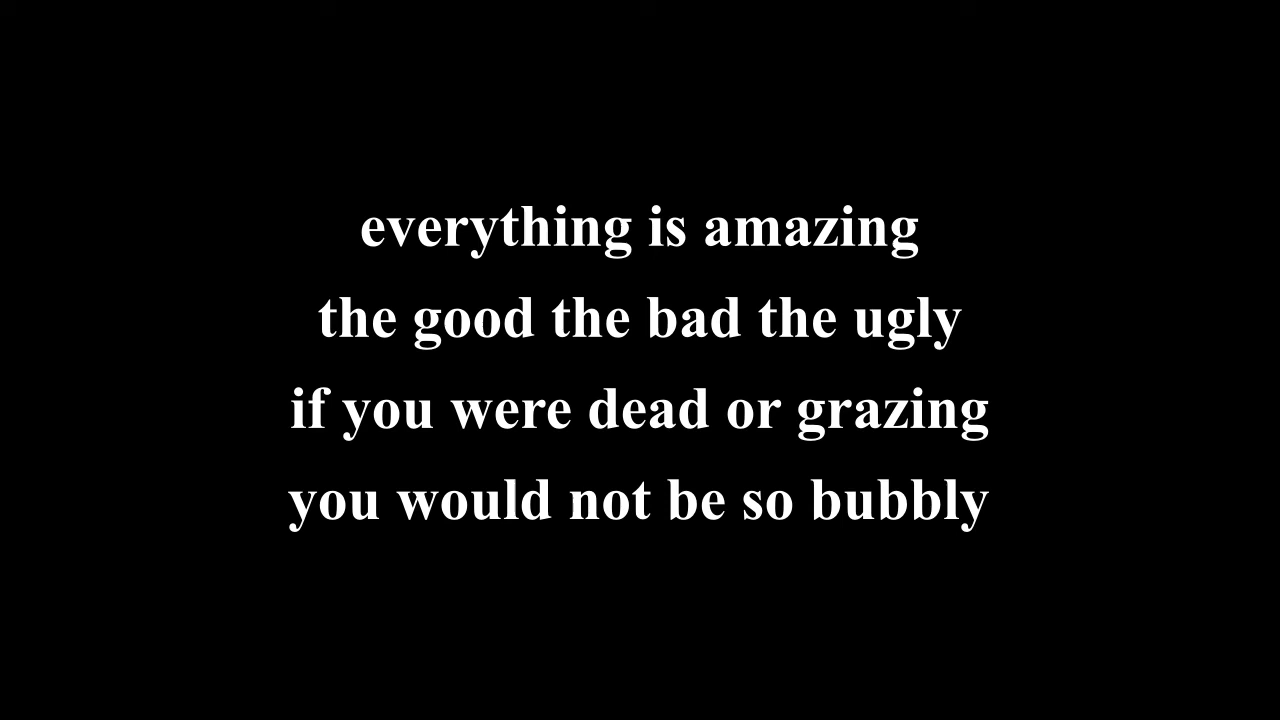 everything is amazing
the good the bad the ugly
if you were dead or grazing
you would not be so bubbly